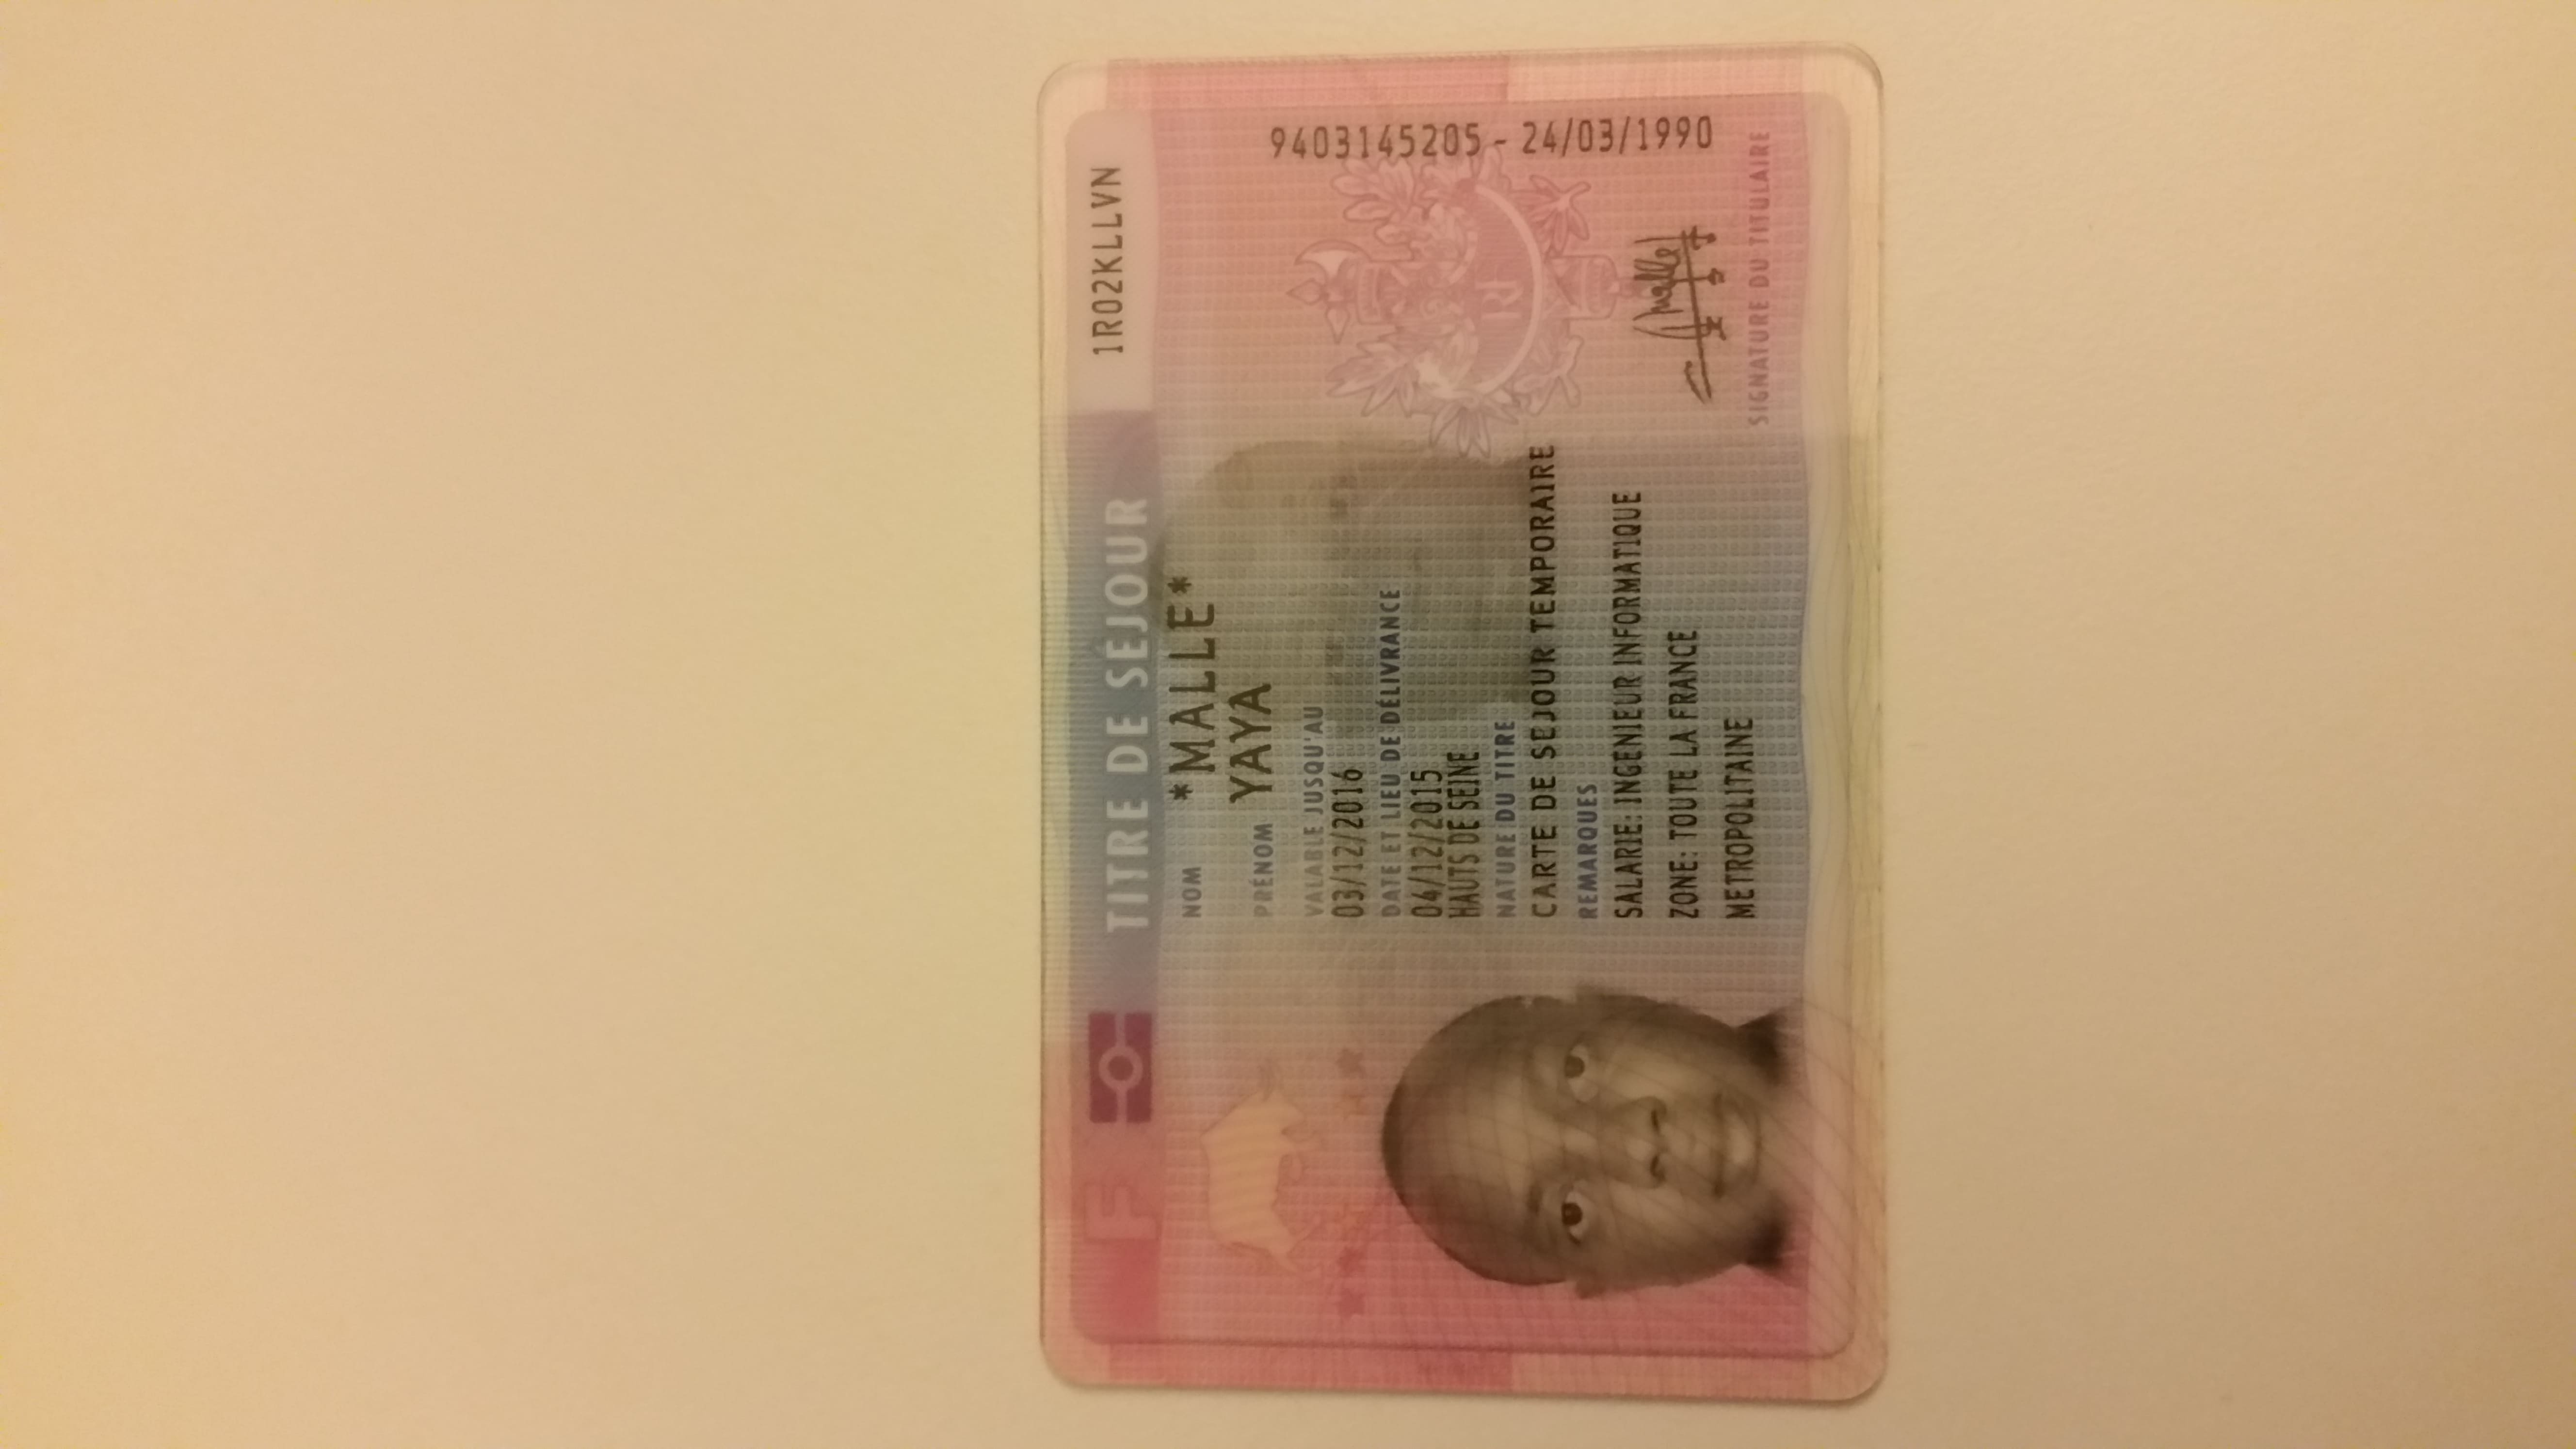 F TITRE DE SÉJOUR 1R02KLLVN
NOM *MALLE*
PRÉNOM YAYA
VALABLE JUSQU'AU
03/12/2016
DATE ET LIEU DE DÉLIVRANCE
04/12/2015
HAUTS DE SEINE
NATURE DU TITRE
CARTE DE SEJOUR TEMPORAIRE
REMARQUES
SALARIE: INGENIEUR INFORMATIQUE
ZONE: TOUTE LA FRANCE
METROPOLITAINE
RF
Malle
SIGNATURE DU TITULAIRE
9403145205 - 24/03/1990